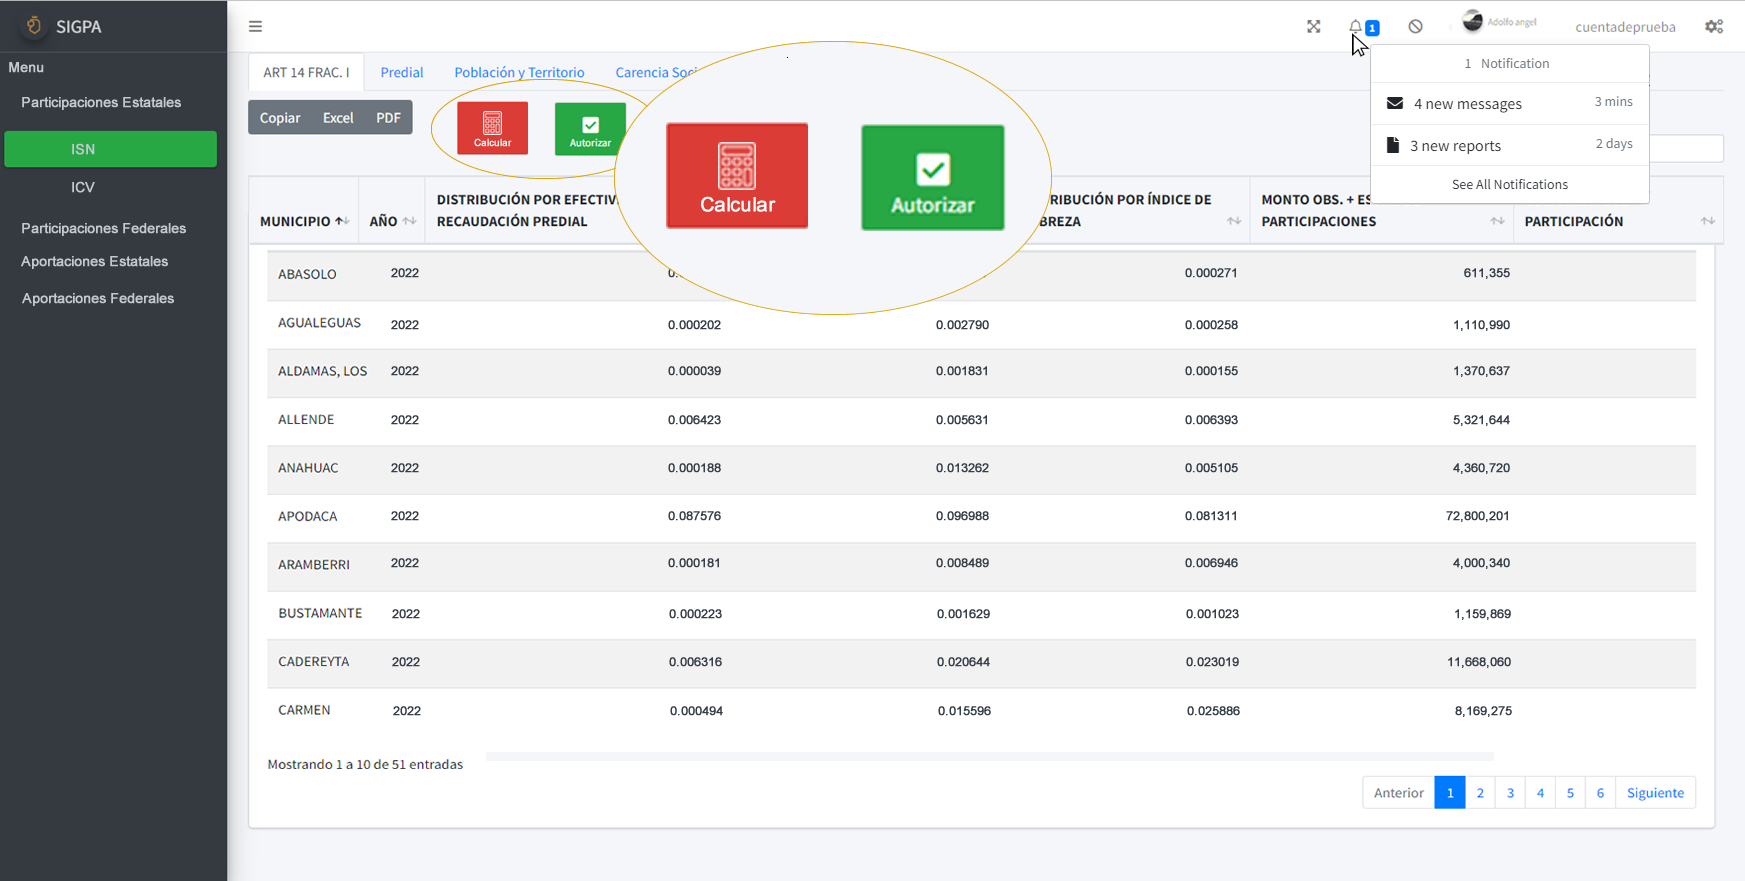 SIGPA
Menu
Participaciones Estatales
ISN
ICV
Participaciones Federales
Aportaciones Estatales
Aportaciones Federales
1
Adolfo angel
cuentadeprueba
1 Notification
4 new messages 3 mins
3 new reports 2 days
See All Notifications
ART 14 FRAC. I Predial Población y Territorio Carencia Soci
Copiar Excel PDF
Calcular Autorizar
Calcular Autorizar
MUNICIPIO AÑO DISTRIBUCIÓN POR EFECTIV
RECAUDACIÓN PREDIAL
RIBUCIÓN POR ÍNDICE DE
BREZA
MONTO OBS. + ES
PARTICIPACIONES
PARTICIPACIÓN
ABASOLO 2022 0. 0.000271 611,355
AGUALEGUAS 2022 0.000202 0.002790 0.000258 1,110,990
ALDAMAS, LOS 2022 0.000039 0.001831 0.000155 1,370,637
ALLENDE 2022 0.006423 0.005631 0.006393 5,321,644
ANAHUAC 2022 0.000188 0.013262 0.005105 4,360,720
APODACA 2022 0.087576 0.096988 0.081311 72,800,201
ARAMBERRI 2022 0.000181 0.008489 0.006946 4,000,340
BUSTAMANTE 2022 0.000223 0.001629 0.001023 1,159,869
CADEREYTA 2022 0.006316 0.020644 0.023019 11,668,060
CARMEN 2022 0.000494 0.015596 0.025886 8,169,275
Mostrando 1 a 10 de 51 entradas
Anterior 1 2 3 4 5 6 Siguiente